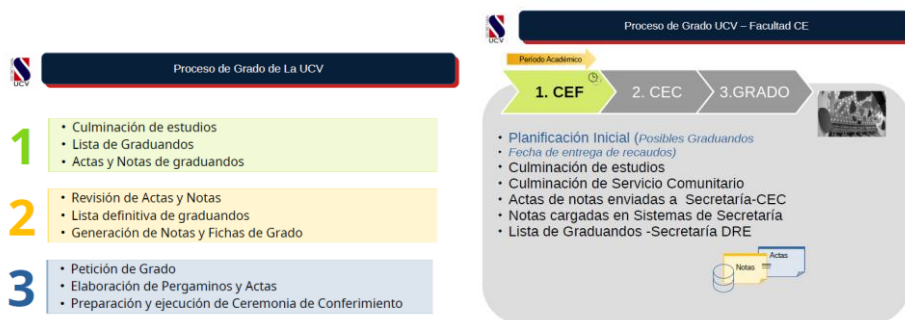 UCV
Proceso de Grado de La UCV
1
• Culminación de estudios
• Lista de Graduandos
• Actas y Notas de graduandos
2
• Revisión de Actas y Notas
• Lista definitiva de graduandos
• Generación de Notas y Fichas de Grado
3
• Petición de Grado
• Elaboración de Pergaminos y Actas
• Preparación y ejecución de Ceremonia de Conferimiento
UCV
Proceso de Grado UCV – Facultad CE
Período Académico
1. CEF
2. CEC
3.GRADO
• Planificación Inicial (Posibles Graduandos
• Fecha de entrega de recaudos)
• Culminación de estudios
• Culminación de Servicio Comunitario
• Actas de notas enviadas a Secretaría-CEC
• Notas cargadas en Sistemas de Secretaría
• Lista de Graduandos -Secretaría DRE
Actas
Notas